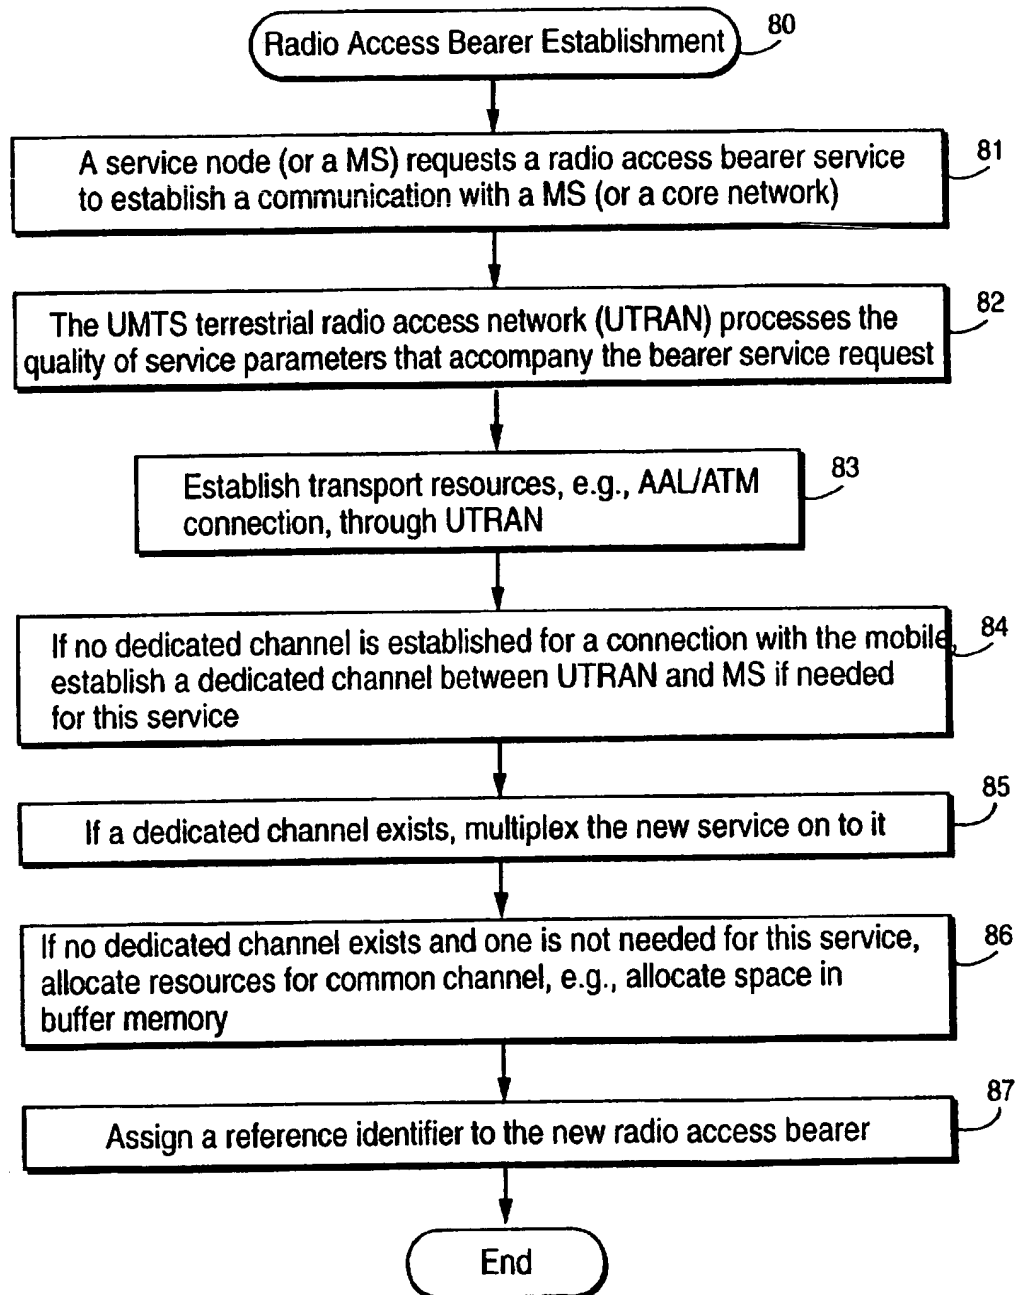 Radio Access Bearer Establishment
80
A service node (or a MS) requests a radio access bearer service
to establish a communication with a MS (or a core network)
81
The UMTS terrestrial radio access network (UTRAN) processes the
quality of service parameters that accompany the bearer service request
82
Establish transport resources, e.g., AAL/ATM
connection, through UTRAN
83
If no dedicated channel is established for a connection with the mobile,
establish a dedicated channel between UTRAN and MS if needed
for this service
84
If a dedicated channel exists, multiplex the new service on to it
85
If no dedicated channel exists and one is not needed for this service,
allocate resources for common channel, e.g., allocate space in
buffer memory
86
Assign a reference identifier to the new radio access bearer
87
End